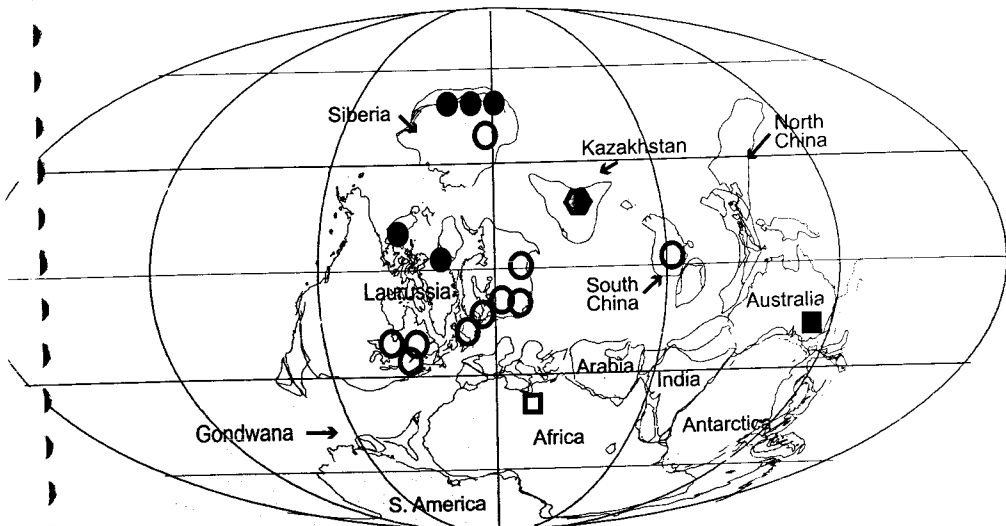 Siberia
North
China
Kazakhstan
Laurussia
South
China
Australia
Arabia
India
Gondwana
Africa
Antarctica
S. America